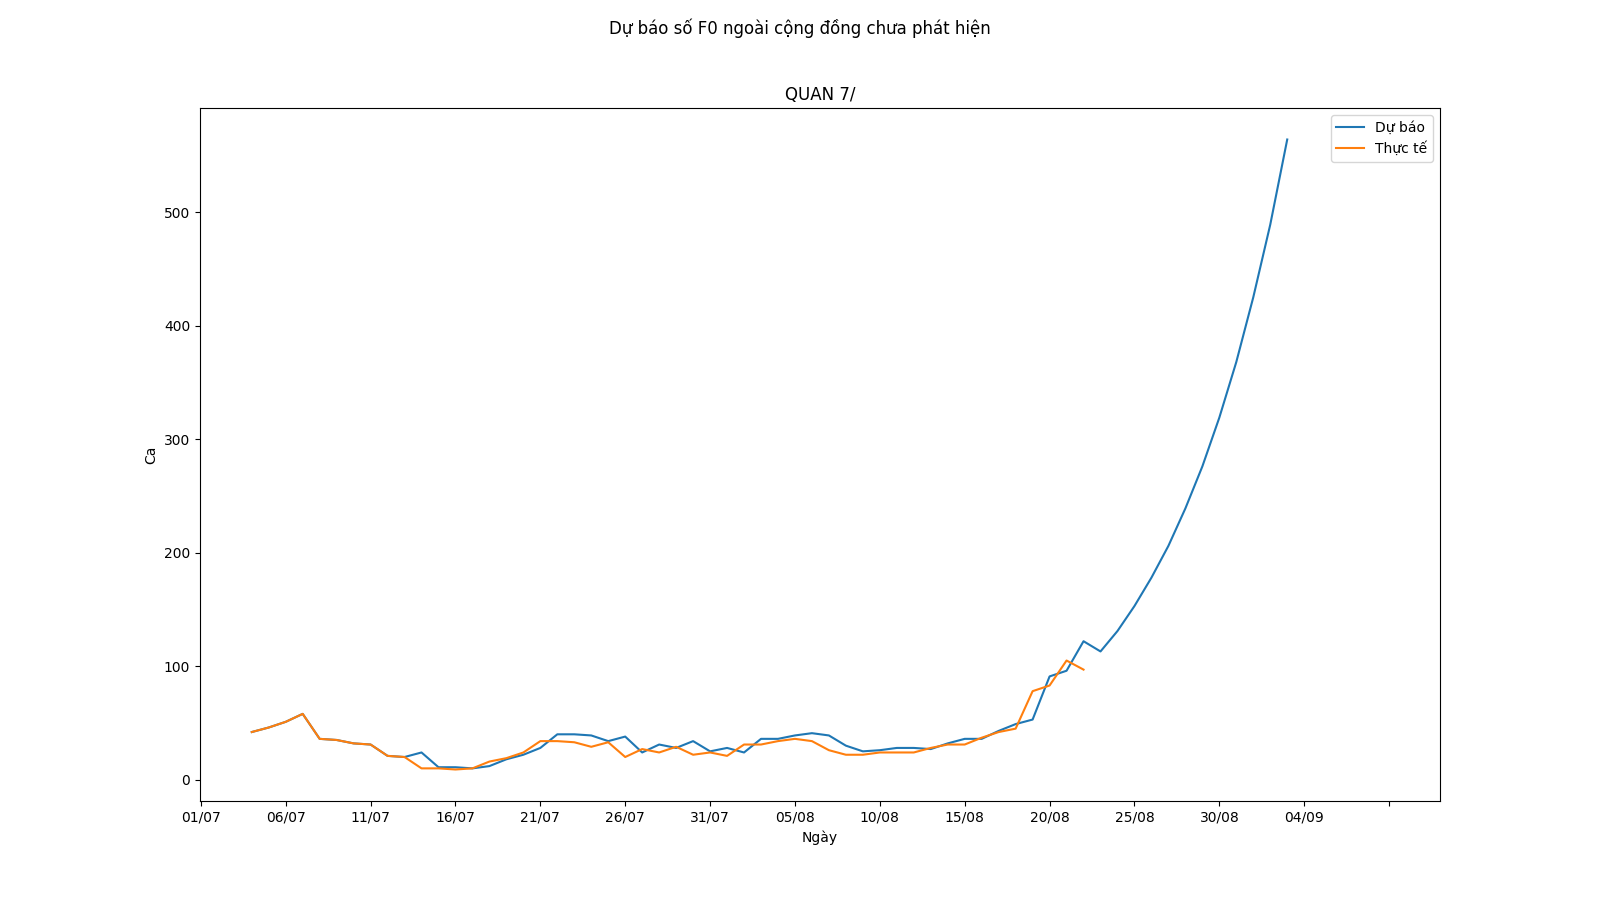 Dự báo số F0 ngoài cộng đồng chưa phát hiện
QUAN 7/
Dự báo
Thực tế
500
400
300
200
100
0
Ca
01/07 06/07 11/07 16/07 21/07 26/07 31/07 05/08 10/08 15/08 20/08 25/08 30/08 04/09
Ngày